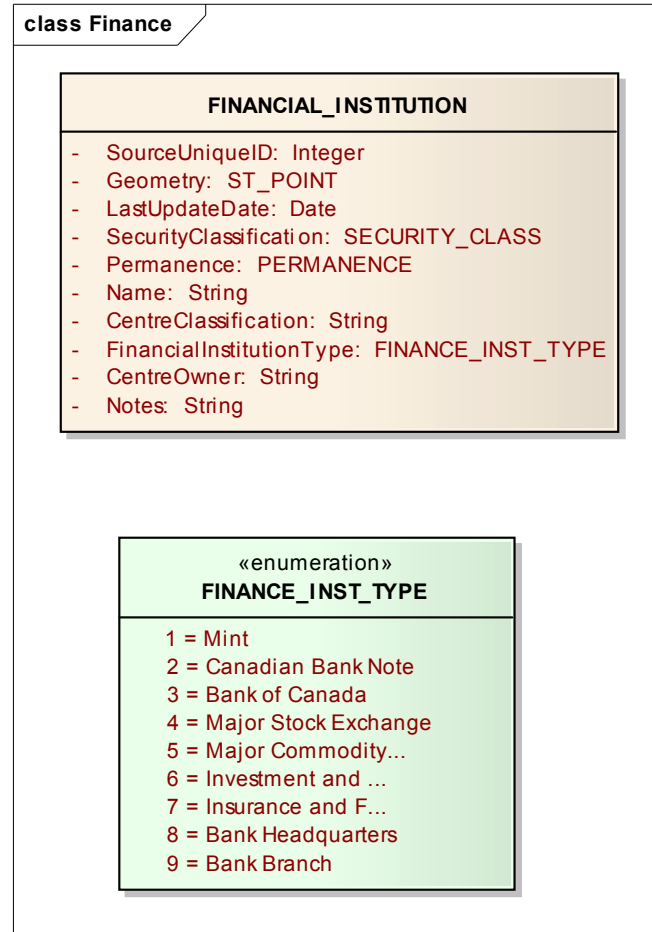 class Finance
FINANCIAL_INSTITUTION
- SourceUniqueID: Integer
- Geometry: ST_POINT
- LastUpdateDate: Date
- SecurityClassification: SECURITY_CLASS
- Permanence: PERMANENCE
- Name: String
- CentreClassification: String
- FinancialInstitutionType: FINANCE_INST_TYPE
- CentreOwner: String
- Notes: String
«enumeration»
FINANCE_INST_TYPE
1 = Mint
2 = Canadian Bank Note
3 = Bank of Canada
4 = Major Stock Exchange
5 = Major Commodity...
6 = Investment and ...
7 = Insurance and F...
8 = Bank Headquarters
9 = Bank Branch